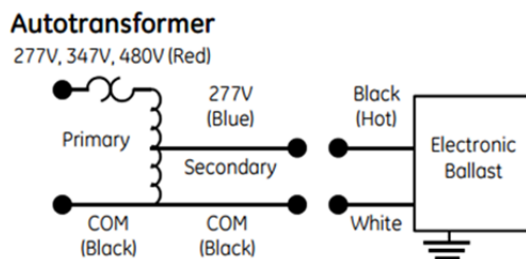 Autotransformer
277V, 347V, 480V (Red)
277V
(Blue)
Black
(Hot)
Primary
Secondary
Electronic
Ballast
COM
(Black)
COM
(Black)
White